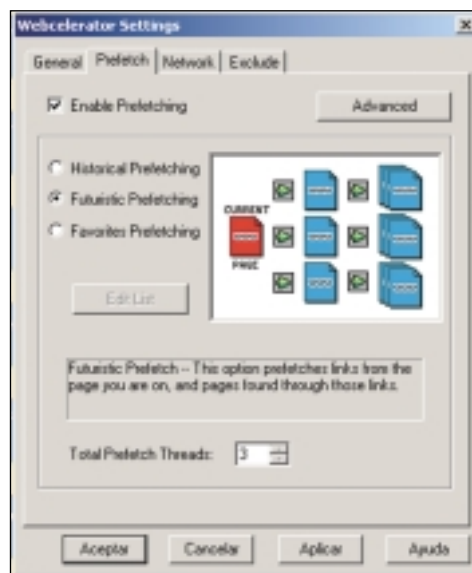 Webcelerator Settings
General Prefetch Network Exclude
Enable Prefetching
Advanced
Historical Prefetching
Futuristic Prefetching
Favorites Prefetching
CURRENT
PAGE
Edit List
Futuristic Prefetch -- This option prefetches links from the
page you are on, and pages found through those links.
Total Prefetch Threads: 3
Aceptar Cancelar Aplicar Ayuda